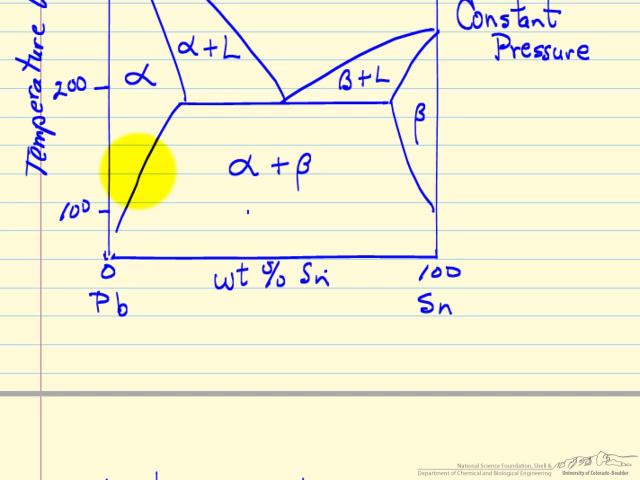 Constant
Pressure
Temperature
α+L
α
β+L
200
β
α+β
100
0
wt % Sn
100
Pb
Sn
National Science Foundation, Shell &
Department of Chemical and Biological Engineering
University of Colorado-Boulder